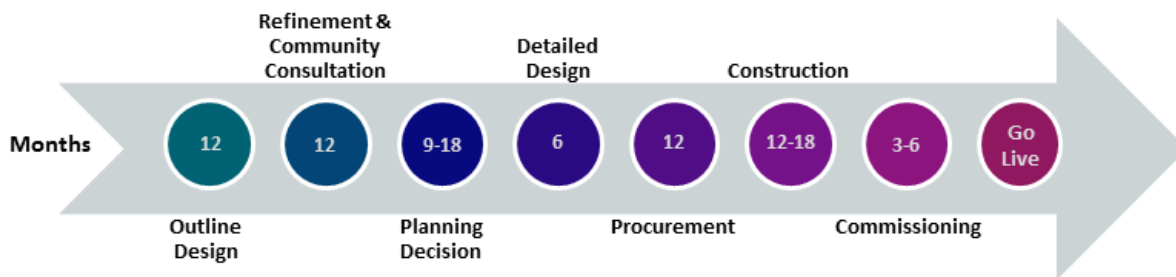 Refinement &
Community
Consultation
Detailed
Design
Construction
Months
12
12
9-18
6
12
12-18
3-6
Go
Live
Outline
Design
Planning
Decision
Procurement
Commissioning